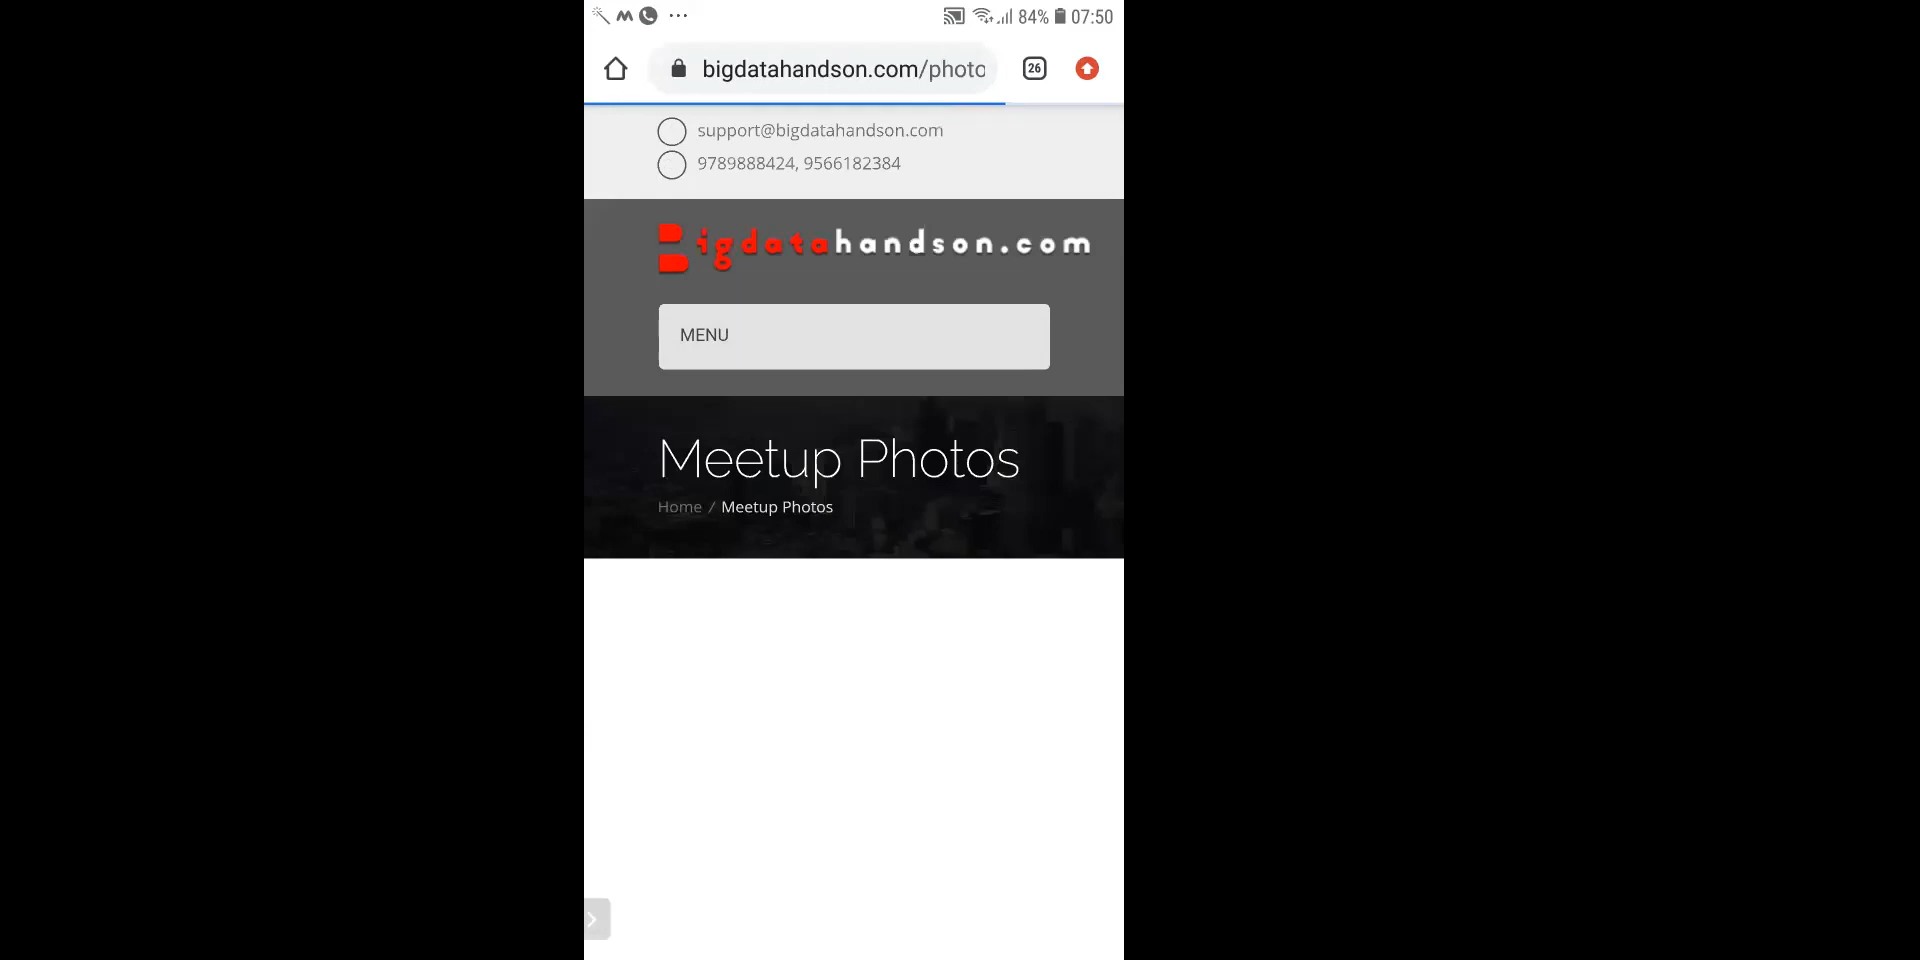 84% 07:50
bigdatahandson.com/photo 26
support@bigdatahandson.com
9789888424, 9566182384
Bigdatahandson.com
MENU
Meetup Photos
Home / Meetup Photos